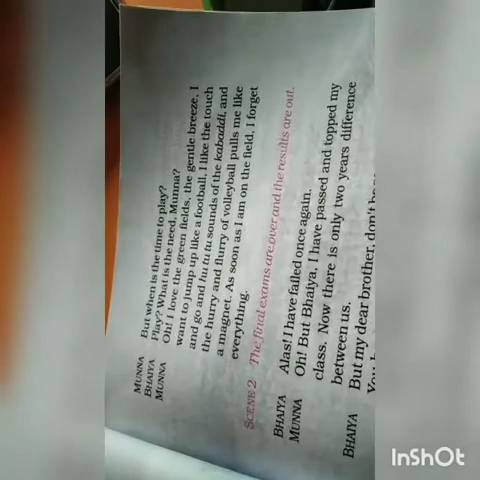 MUNNA But when is the time to play?
BHAIYA Play? What is the need, Munna?
MUNNA Oh! I love the green fields, the gentle breeze, I
want to jump up like a football, I like the touch
and go and hu tu tu sounds of the kabaddi, and
the hurry and flurry of volleyball pulls me like
a magnet. As soon as I am on the field, I forget
everything.
SCENE 2 The final exams are over and the results are out.
BHAIYA Alas! I have failed once again.
MUNNA Oh! But Bhaiya, I have passed and topped my
class. Now there is only two years difference
between us.
BHAIYA But my dear brother, don't
InShOt